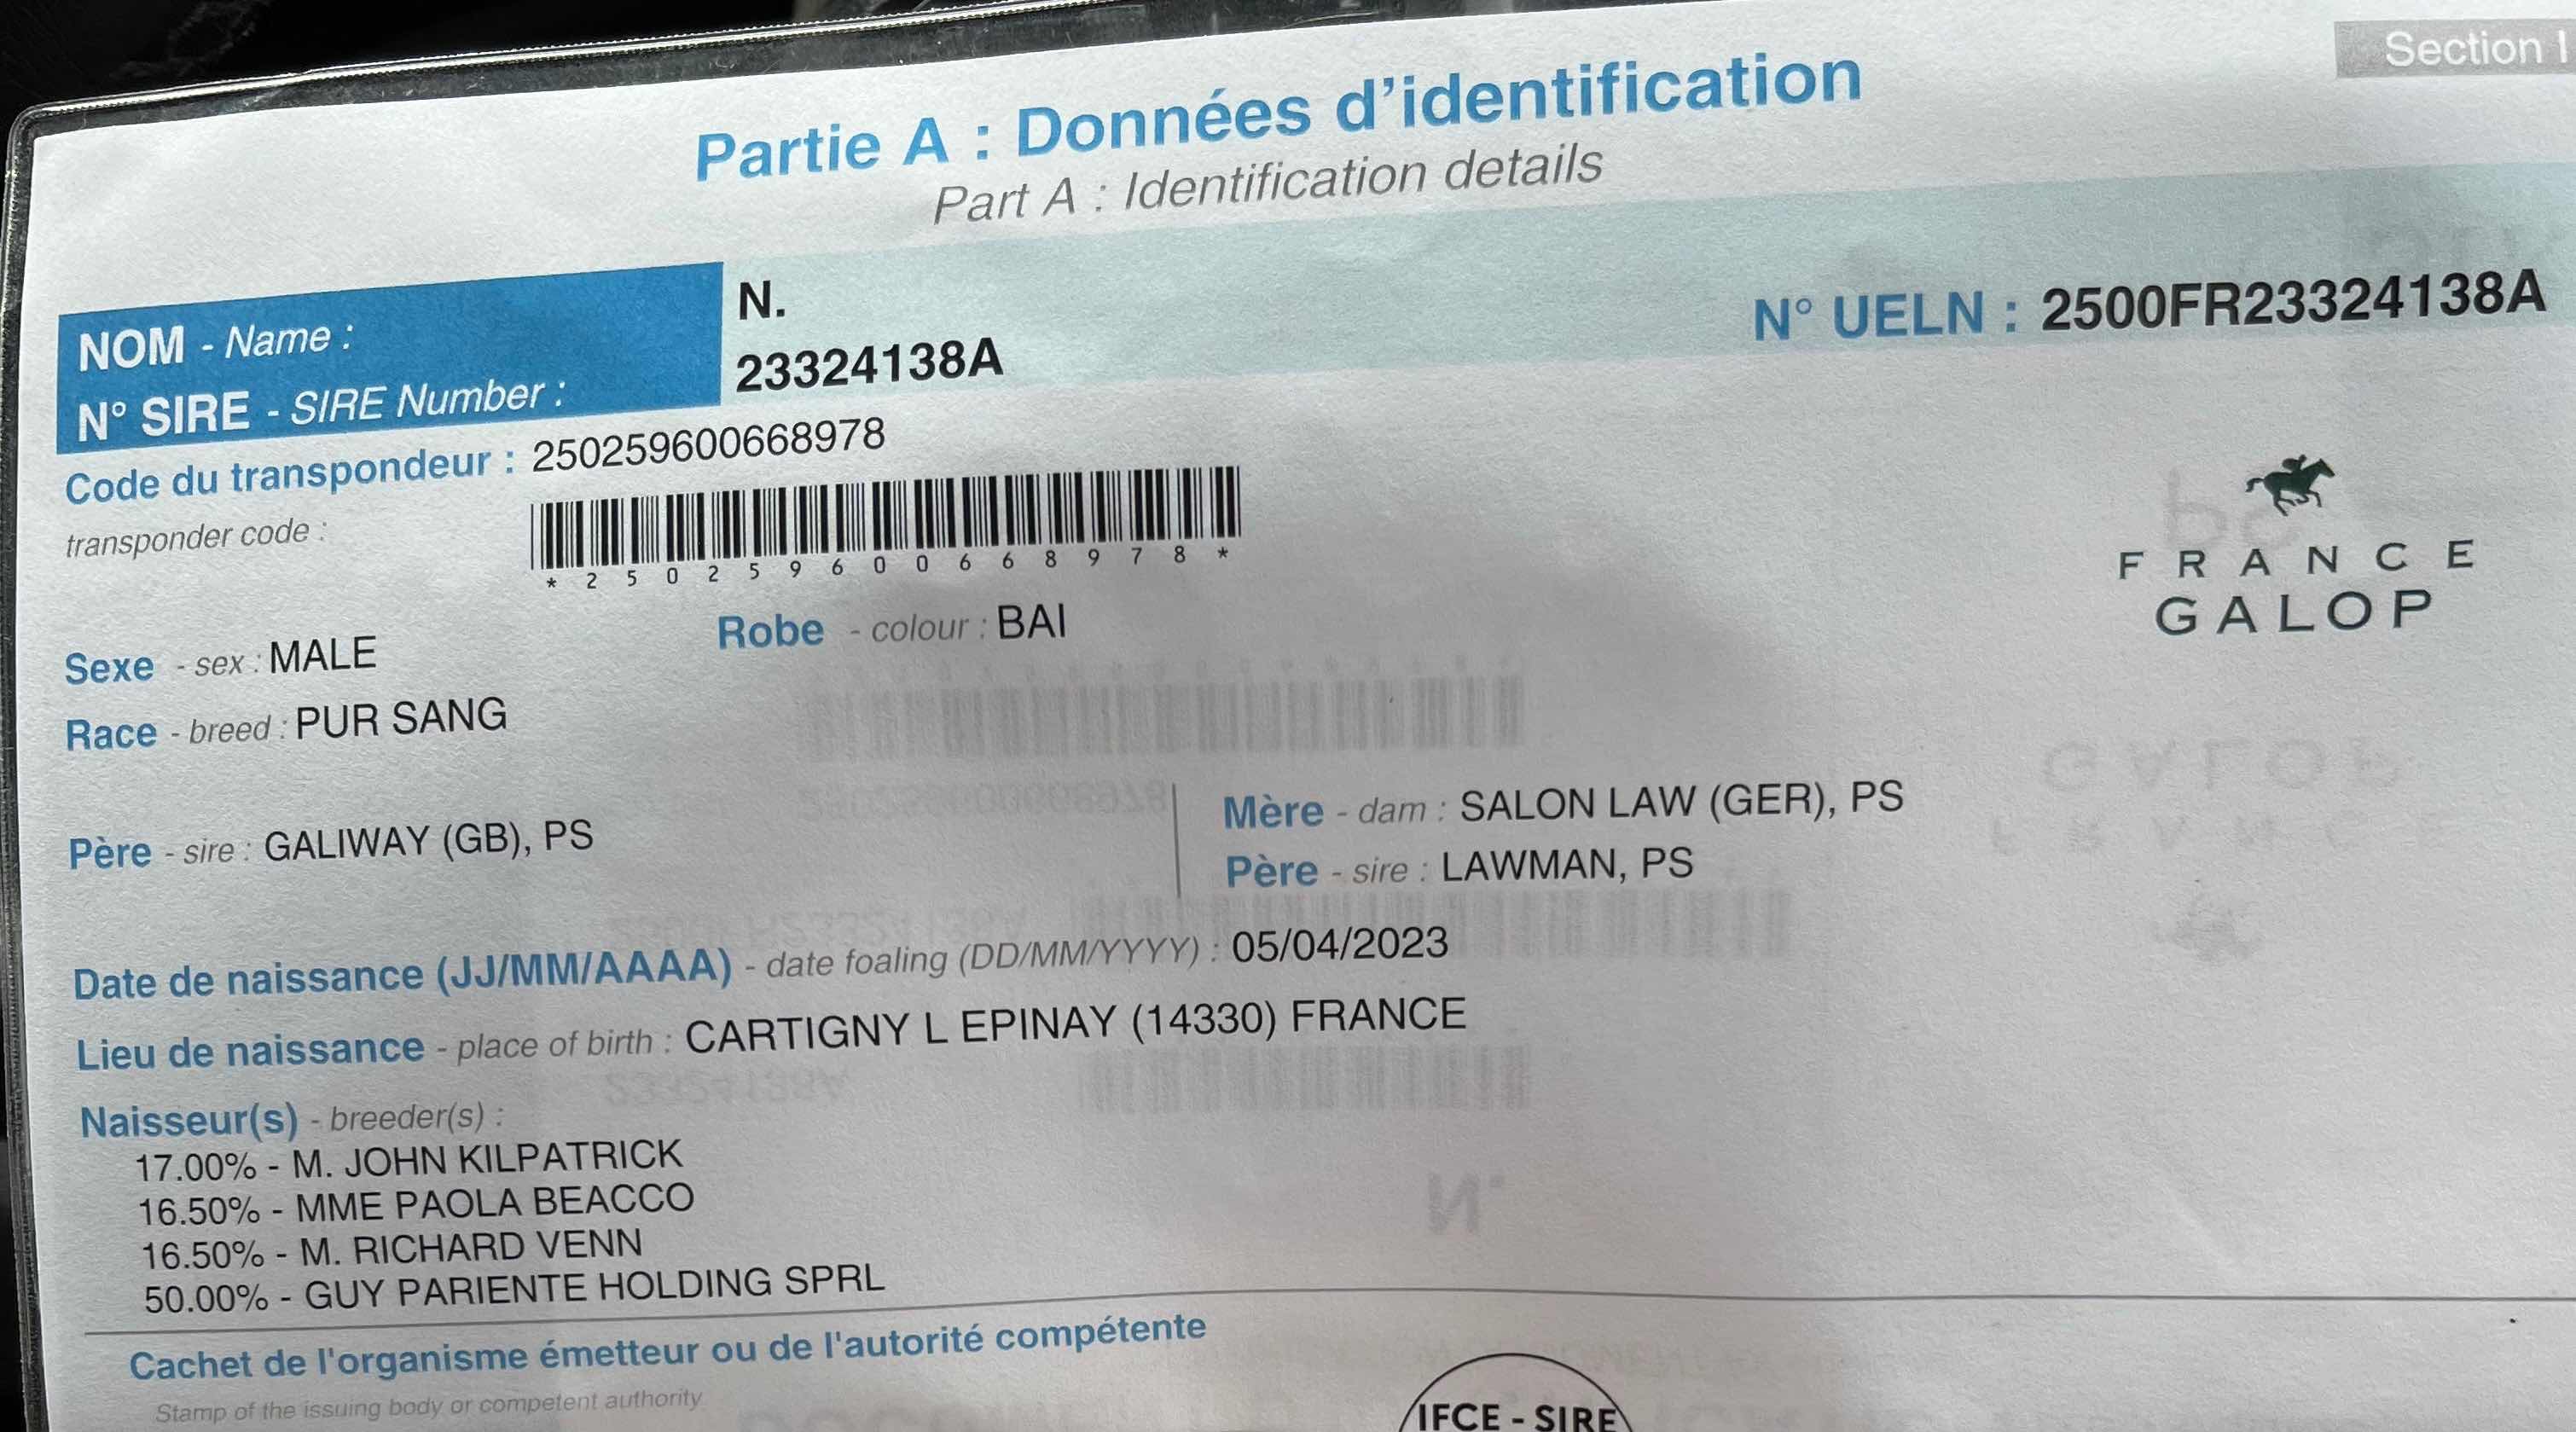 Section I
Partie A : Données d'identification
Part A : Identification details
NOM - Name : N.
N° UELN : 2500FR23324138A
N° SIRE - SIRE Number : 23324138A
Code du transpondeur : 250259600668978
transponder code :
* 2 5 0 2 5 9 6 0 0 6 6 8 9 7 8 *
FRANCE
GALOP
Sexe - sex : MALE Robe - colour : BAI
Race - breed : PUR SANG
Père - sire : GALIWAY (GB), PS
Mère - dam : SALON LAW (GER), PS
Père - sire : LAWMAN, PS
Date de naissance (JJ/MM/AAAA) - date foaling (DD/MM/YYYY) : 05/04/2023
Lieu de naissance - place of birth : CARTIGNY L EPINAY (14330) FRANCE
Naisseur(s) - breeder(s) :
17.00% - M. JOHN KILPATRICK
16.50% - MME PAOLA BEACCO
16.50% - M. RICHARD VENN
50.00% - GUY PARIENTE HOLDING SPRL
Cachet de l'organisme émetteur ou de l'autorité compétente
Stamp of the issuing body or competent authority
IFCE - SIRE